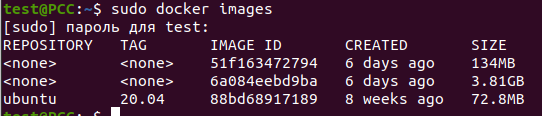 test@PCC:~$ sudo docker images
[sudo] пароль для test:
REPOSITORY TAG IMAGE ID CREATED SIZE
<none> <none> 51f163472794 6 days ago 134MB
<none> <none> 6a084eebd9ba 6 days ago 3.81GB
ubuntu 20.04 88bd68917189 8 weeks ago 72.8MB